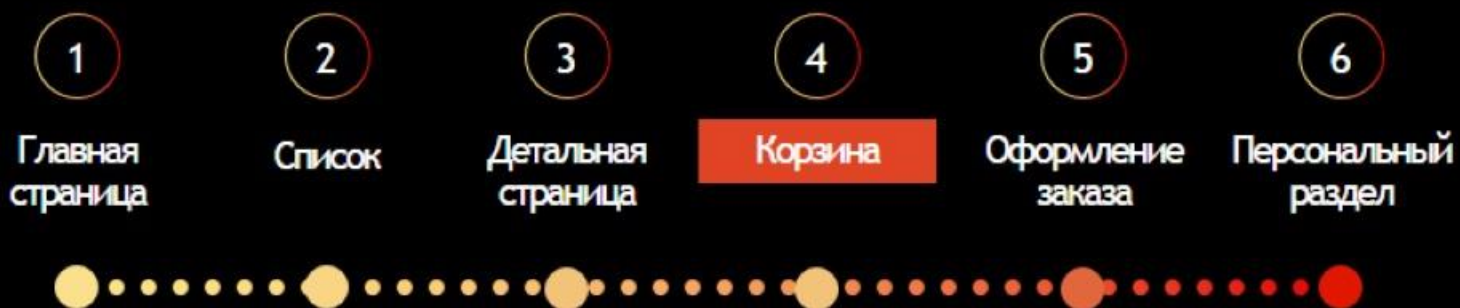 1 2 3 4 5 6
Главная Список Детальная Корзина Оформление Персональный
страница страница заказа раздел